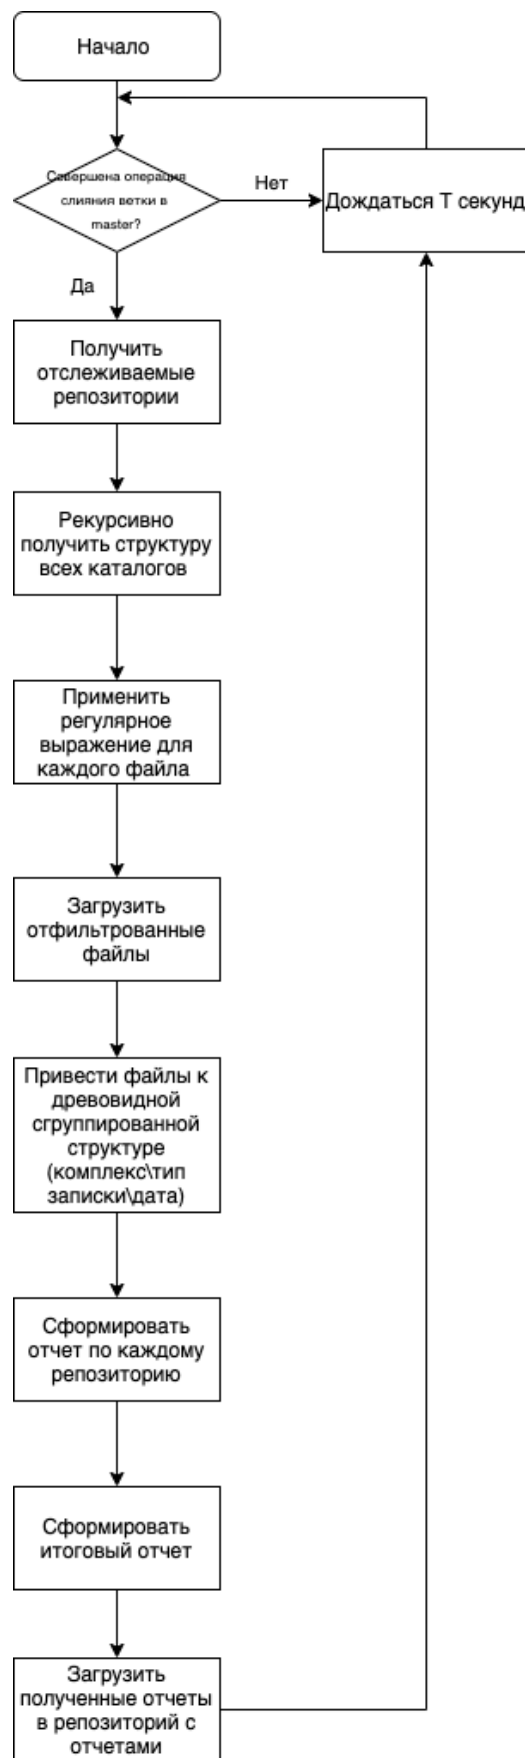 Начало
Совершена операция
слияния ветки в
master?
Нет
Дождаться Т секунд
Да
Получить
отслеживаемые
репозитории
Рекурсивно
получить структуру
всех каталогов
Применить
регулярное
выражение для
каждого файла
Загрузить
отфильтрованные
файлы
Привести файлы к
древовидной
сгруппированной
структуре
(комплекс\тип
записки\дата)
Сформировать
отчет по каждому
репозиторию
Сформировать
итоговый отчет
Загрузить
полученные отчеты
в репозиторий с
отчетами